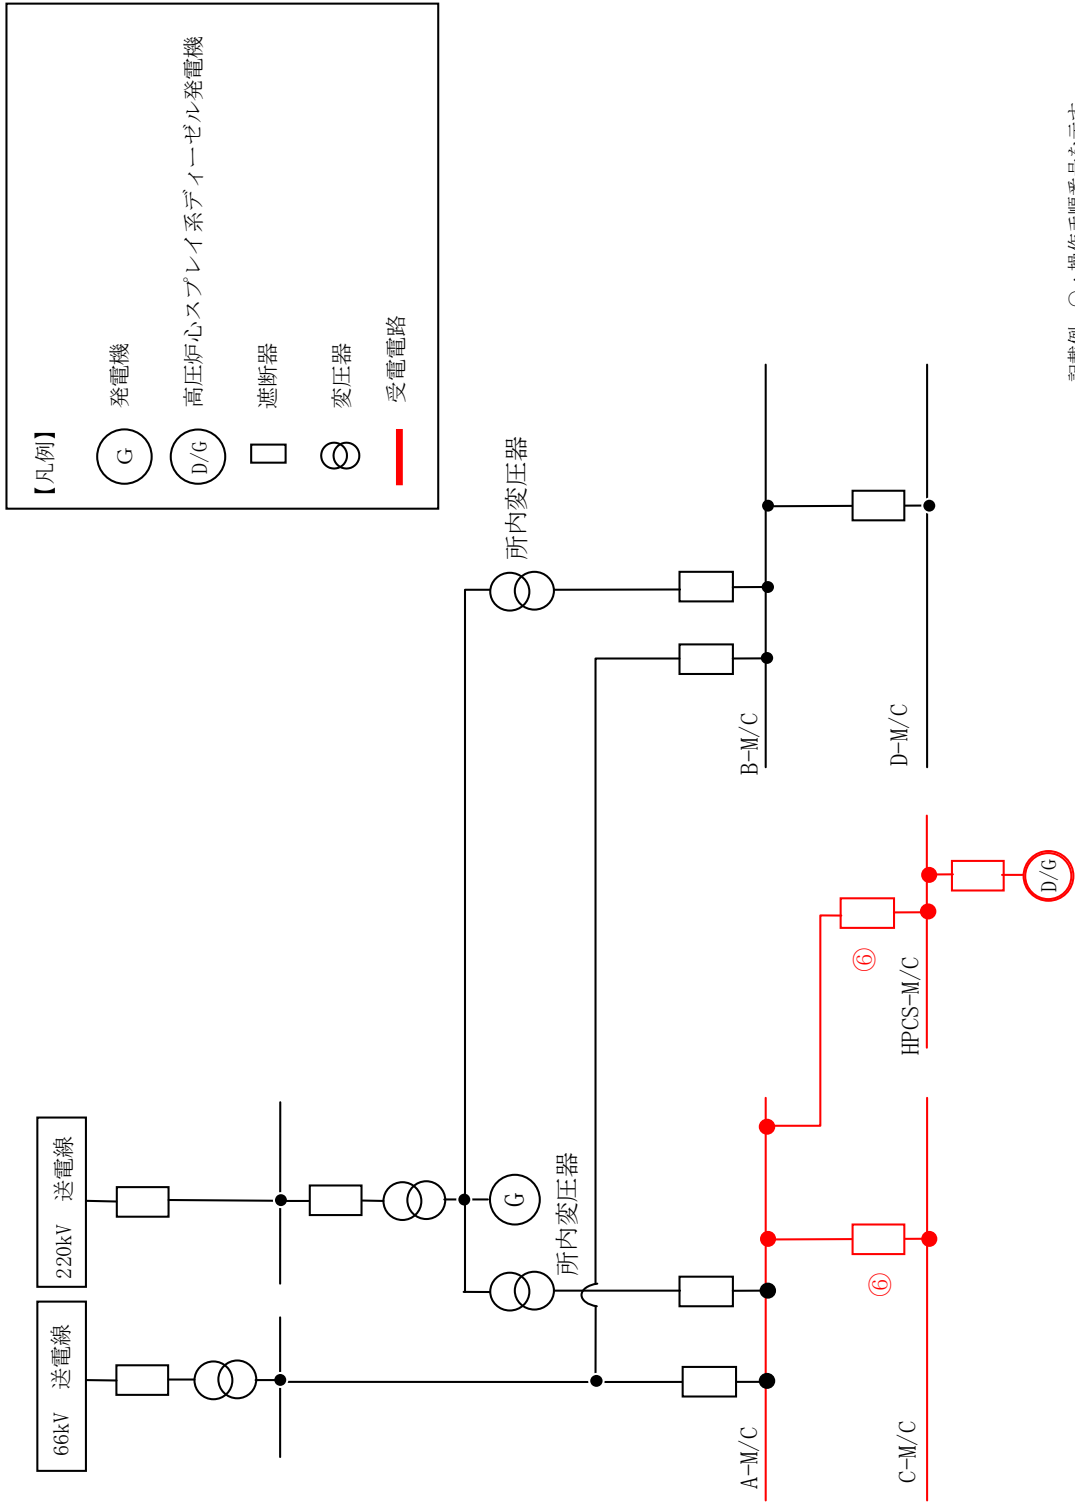 【凡例】
G 発電機
D/G 高圧炉心スプレイ系ディーゼル発電機
遮断器
変圧器
受電電路
66kV 送電線
220kV 送電線
G
所内変圧器
所内変圧器
A-M/C
B-M/C
⑥
⑥
C-M/C
HPCS-M/C
D-M/C
D/G